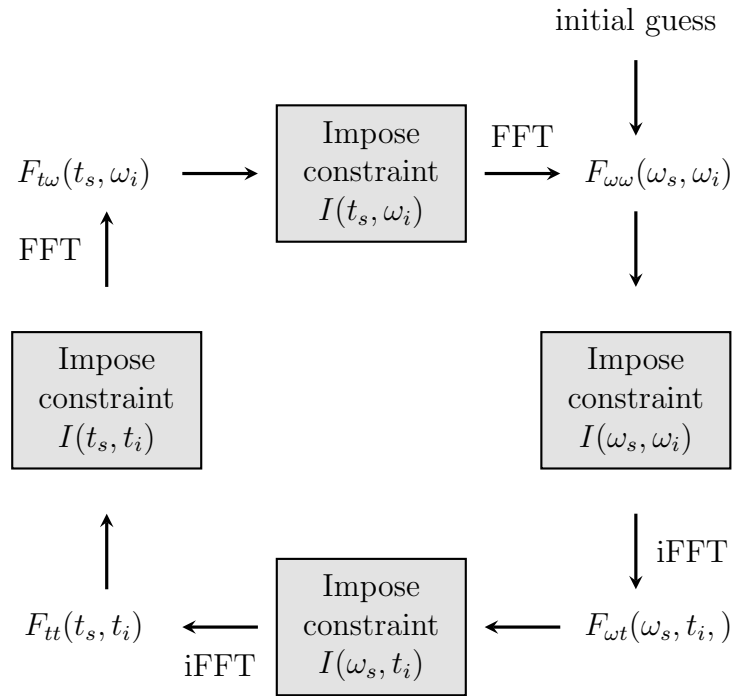 initial guess
Impose
constraint
I(t_s, ω_i)
FFT
F_{tω}(t_s, ω_i)
F_{ωω}(ω_s, ω_i)
FFT
Impose
constraint
I(t_s, t_i)
Impose
constraint
I(ω_s, ω_i)
iFFT
F_{tt}(t_s, t_i)
Impose
constraint
I(ω_s, t_i)
iFFT
F_{ωt}(ω_s, t_i, )